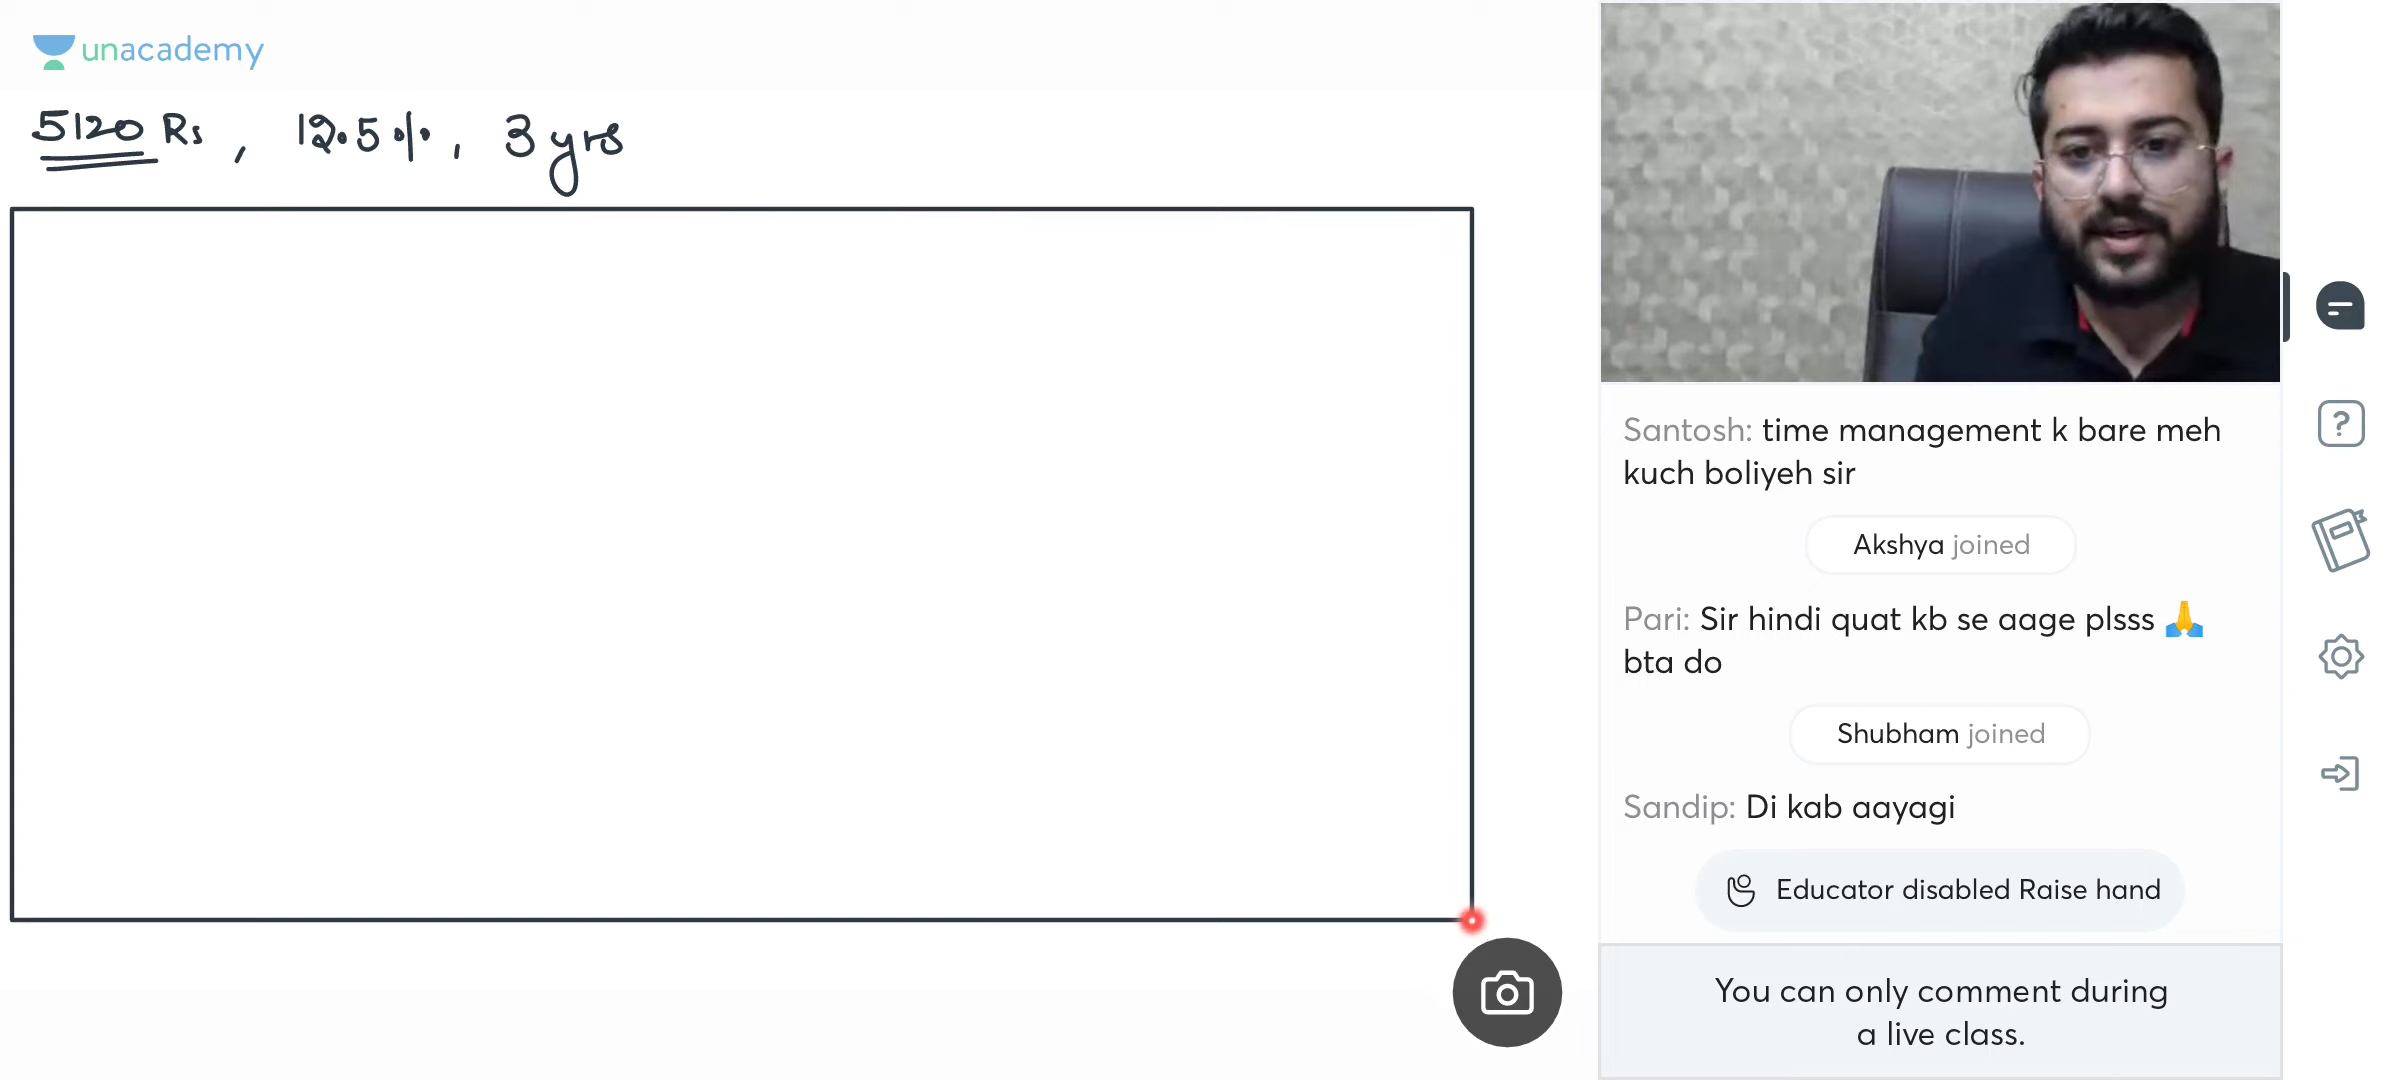 unacademy
5120 Rs , 12.5 % , 3 yrs
Santosh: time management k bare meh
kuch boliyeh sir
Akshya joined
Pari: Sir hindi quat kb se aage plsss 🙏
bta do
Shubham joined
Sandip: Di kab aayagi
Educator disabled Raise hand
You can only comment during
a live class.